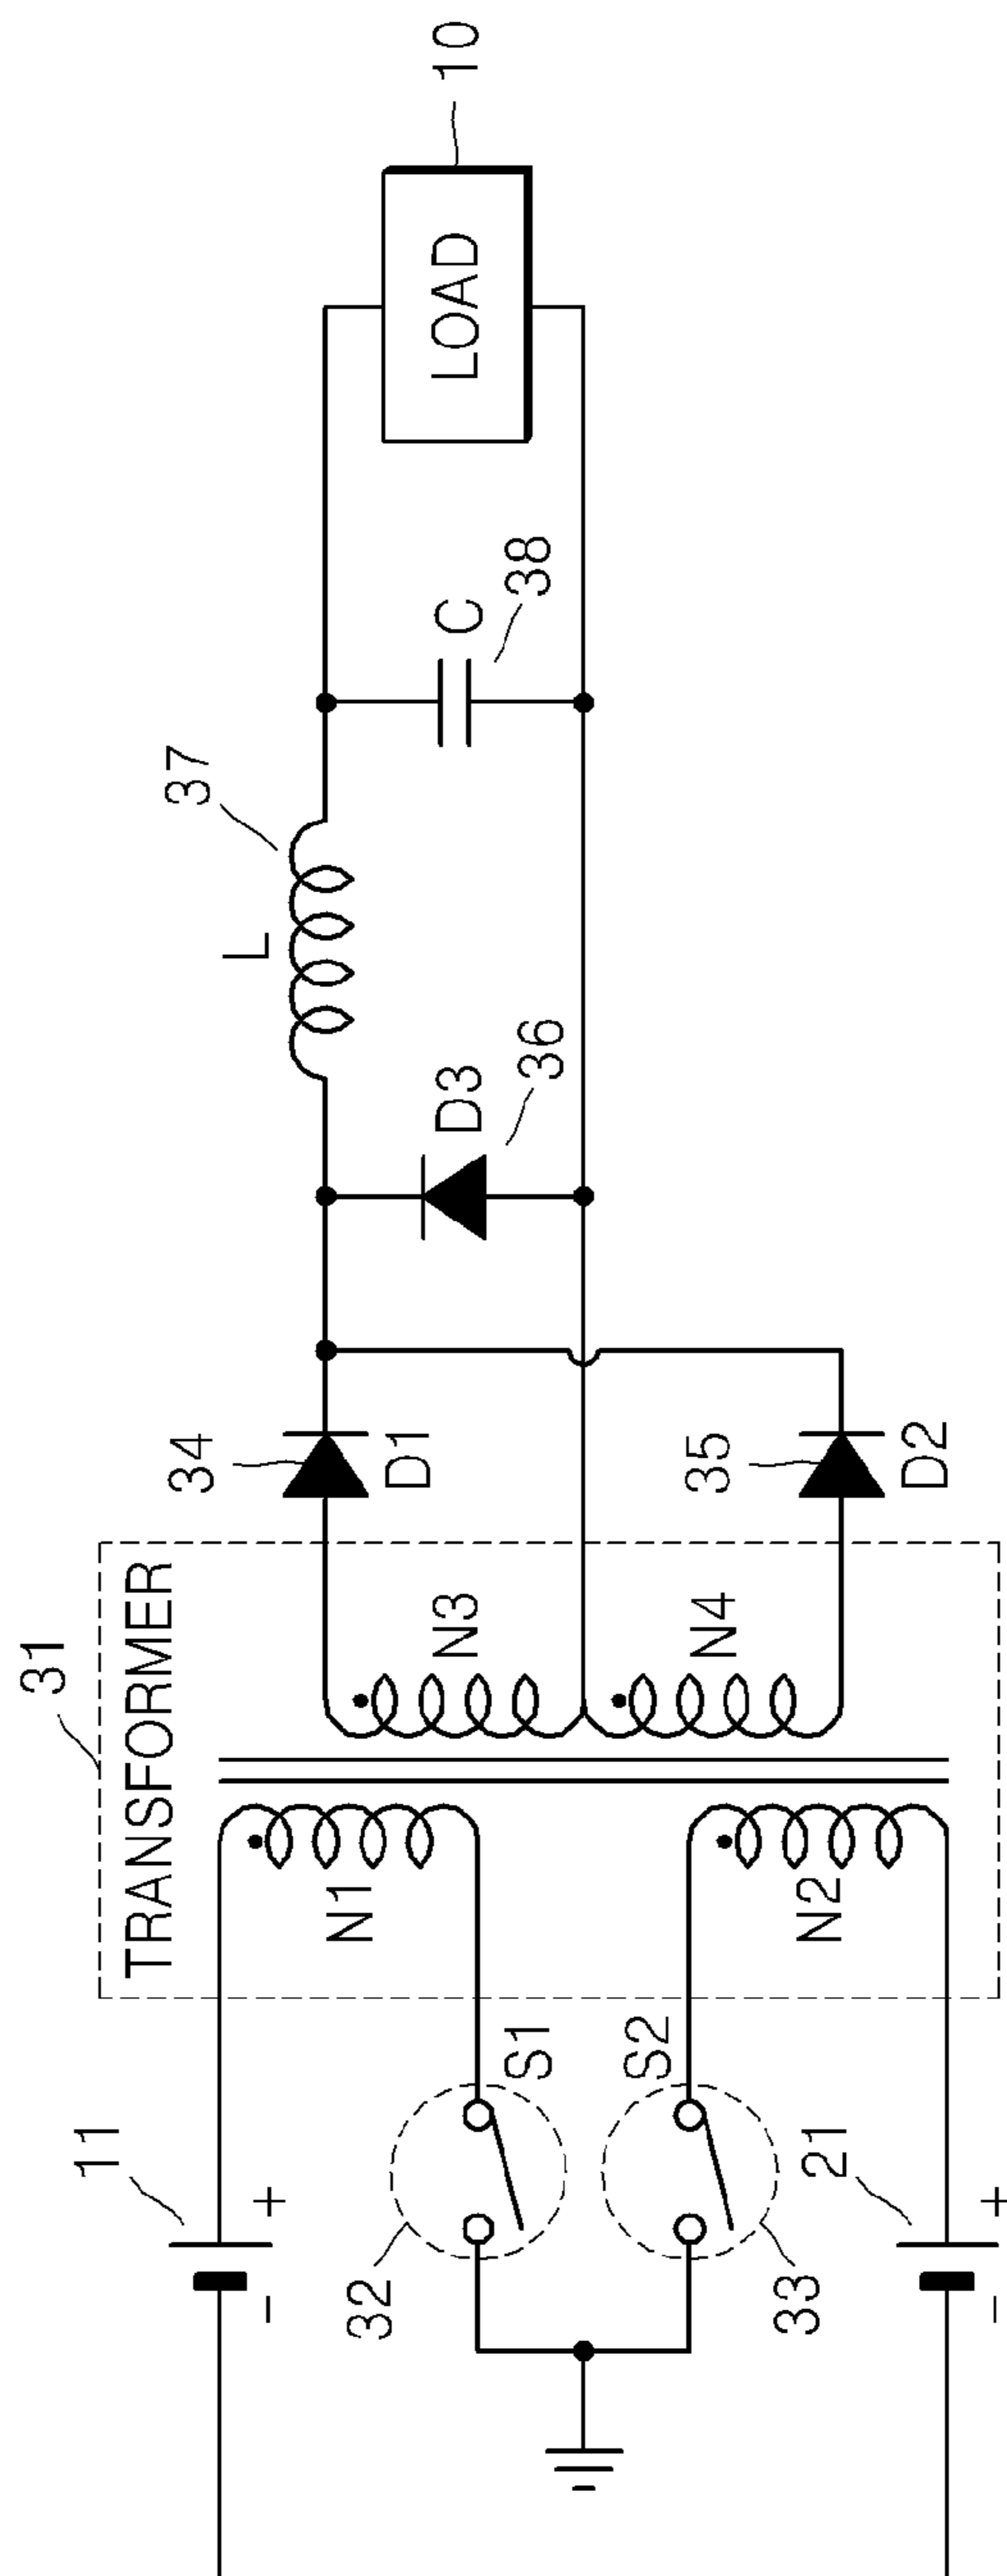 31
TRANSFORMER
11
+
-
N1
S1
32
S2
33
N2
21
+
-
N3
N4
34
D1
35
D2
D3
36
L
37
C
38
LOAD
10